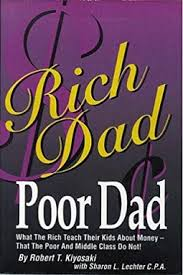 Rich
Dad
Poor Dad
What The Rich Teach Their Kids About Money –
That The Poor And Middle Class Do Not!
By Robert T. Kiyosaki
with Sharon L. Lechter C.P.A.